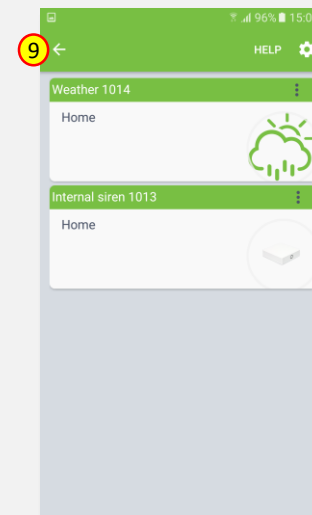 96% 15:0
9
HELP
Weather 1014
Home
Internal siren 1013
Home